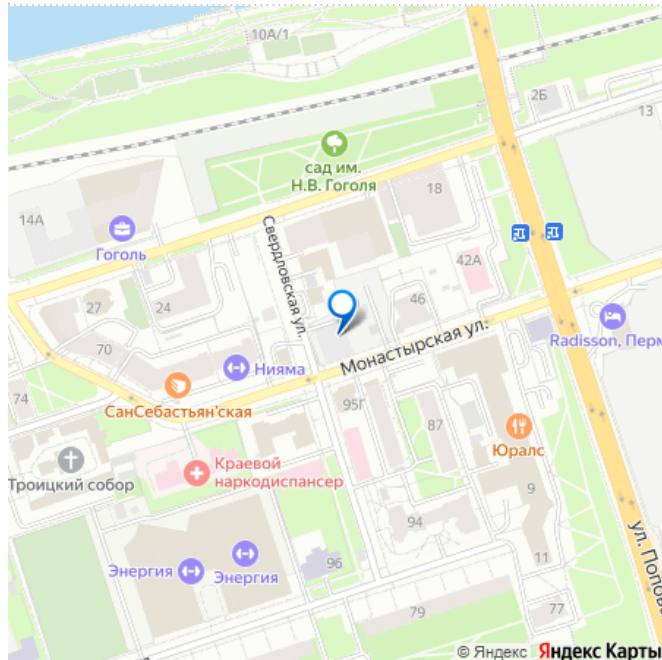 10А/1
2Б
13
сад им.
Н.В. Гоголя
18
14А
Гоголь
Свердловская ул.
42А
27
24
46
Radisson, Перм
70
Нияма
Монастырская ул.
74
СанСебастьян'ская
95Г
87
Юралс
Троицкий собор
Краевой
наркодиспансер
9
94
ул. Попова
Энергия
Энергия
96
11
79
77
© Яндекс Яндекс Карты